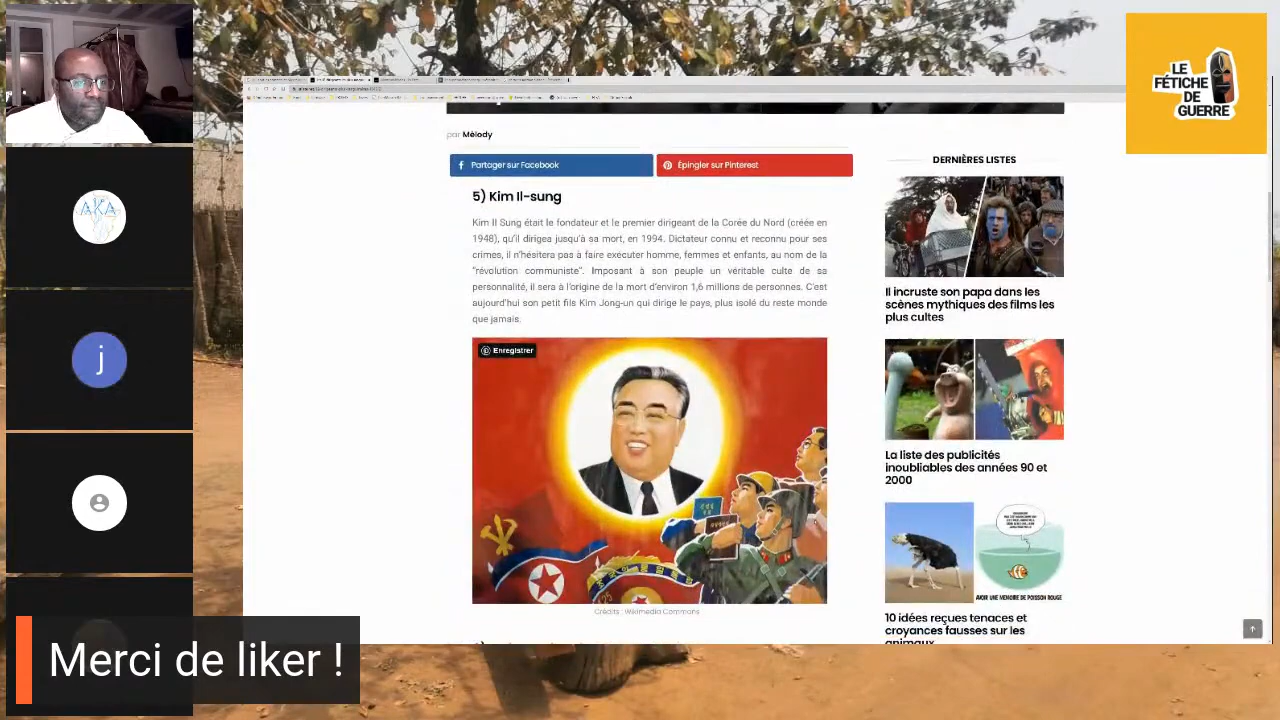 LE
FÉTICHE
DE
GUERRE
AKA
j
par Mélody
Partager sur Facebook
Épingler sur Pinterest
5) Kim Il-sung
Kim Il Sung était le fondateur et le premier dirigeant de la Corée du Nord (créée en
1948), qu'il dirigea jusqu'à sa mort, en 1994. Dictateur connu et reconnu pour ses
crimes, il n'hésitera pas à faire exécuter homme, femmes et enfants, au nom de la
"révolution communiste". Imposant à son peuple un véritable culte de sa
personnalité, il sera à l'origine de la mort d'environ 1,6 millions de personnes. C'est
aujourd'hui son petit fils Kim Jong-un qui dirige le pays, plus isolé du reste monde
que jamais.
Enregistrer
Crédits : Wikimedia Commons
DERNIÈRES LISTES
Il incruste son papa dans les
scènes mythiques des films les
plus cultes
La liste des publicités
inoubliables des années 90 et
2000
AVOIR UNE MEMOIRE DE POISSON ROUGE
10 idées reçues tenaces et
croyances fausses sur les
animaux
Merci de liker !